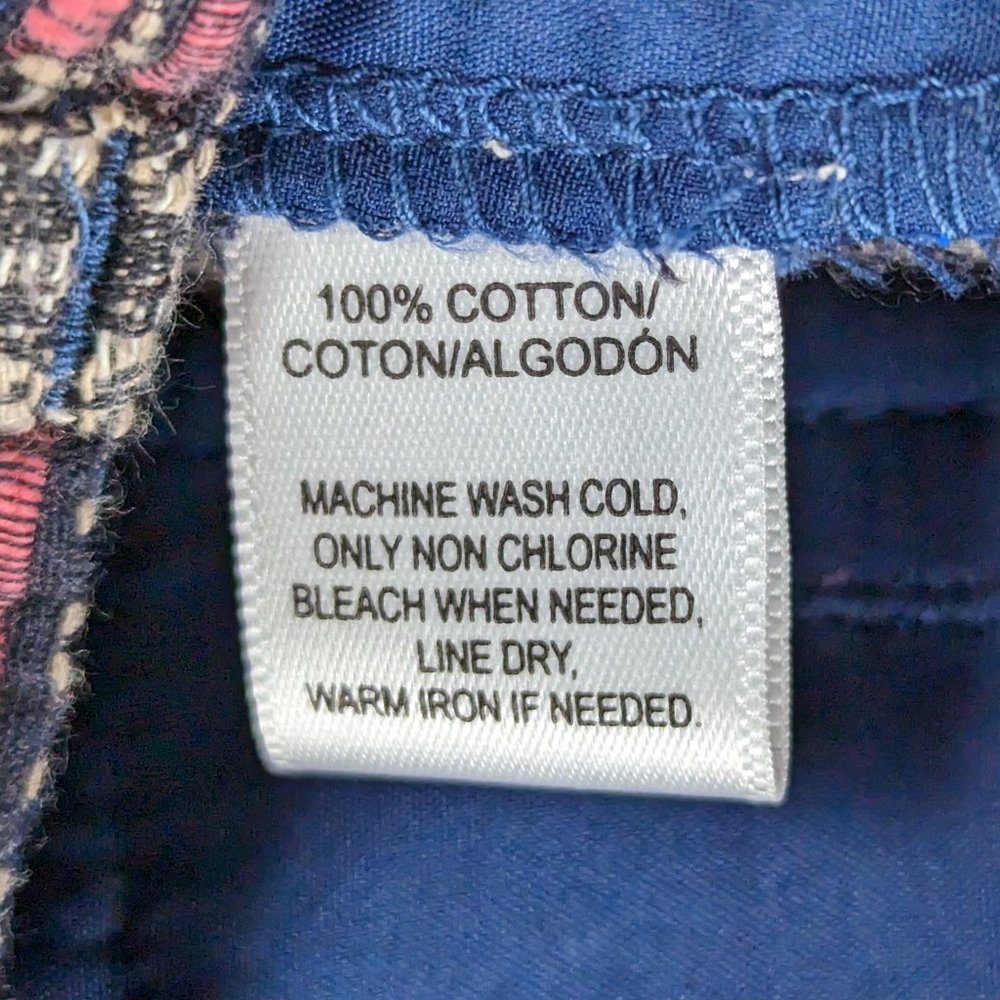 100% COTTON/
COTON/ALGODÓN
MACHINE WASH COLD,
ONLY NON CHLORINE
BLEACH WHEN NEEDED,
LINE DRY,
WARM IRON IF NEEDED.